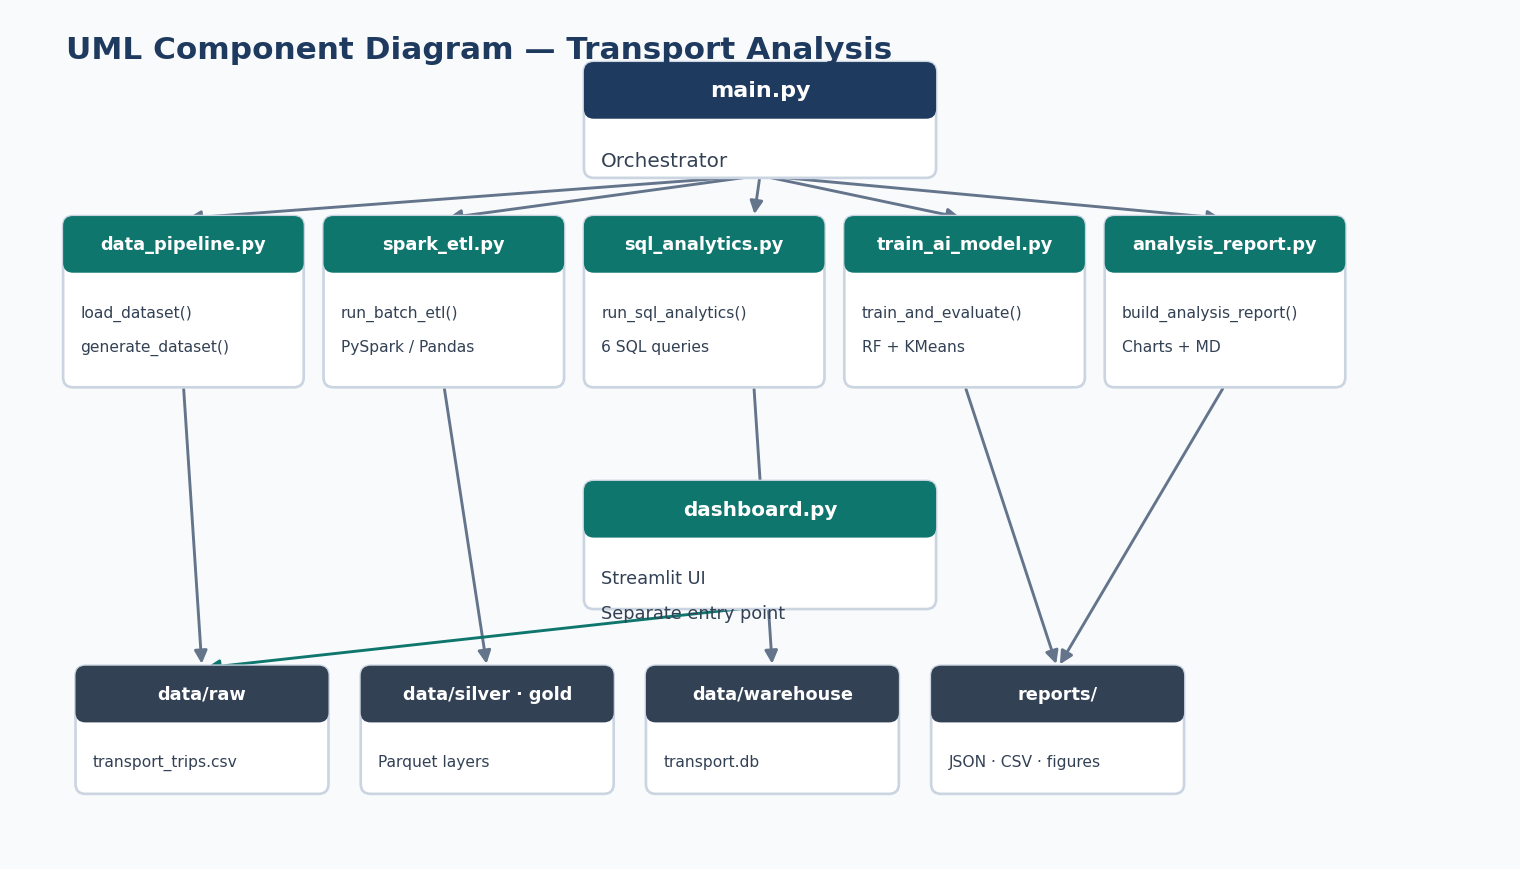 UML Component Diagram — Transport Analysis
main.py
Orchestrator
data_pipeline.py
load_dataset()
generate_dataset()
spark_etl.py
run_batch_etl()
PySpark / Pandas
sql_analytics.py
run_sql_analytics()
6 SQL queries
train_ai_model.py
train_and_evaluate()
RF + KMeans
analysis_report.py
build_analysis_report()
Charts + MD
dashboard.py
Streamlit UI
Separate entry point
data/raw
transport_trips.csv
data/silver · gold
Parquet layers
data/warehouse
transport.db
reports/
JSON · CSV · figures